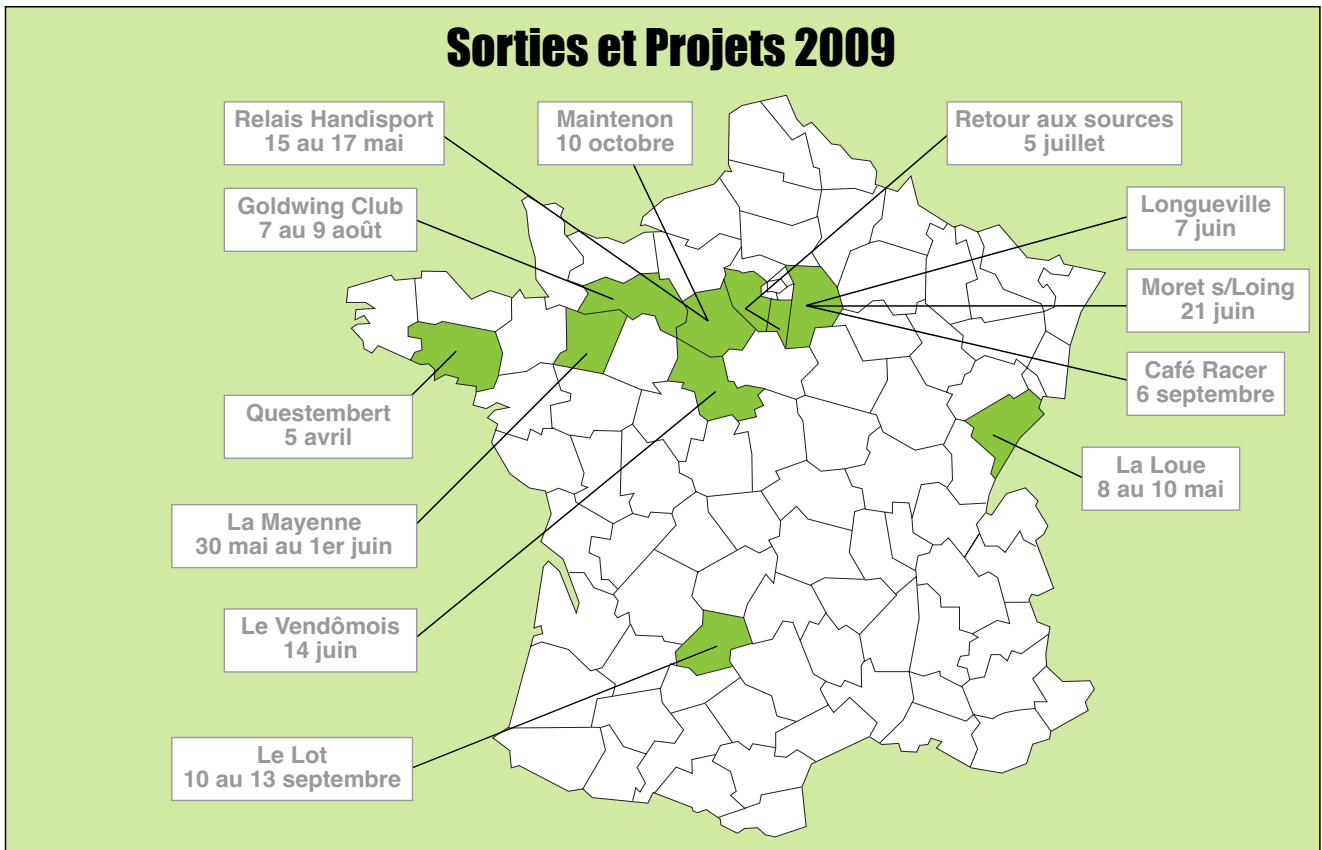 Sorties et Projets 2009
Relais Handisport
15 au 17 mai
Maintenon
10 octobre
Retour aux sources
5 juillet
Goldwing Club
7 au 9 août
Longueville
7 juin
Moret s/Loing
21 juin
Café Racer
6 septembre
Questembert
5 avril
La Loue
8 au 10 mai
La Mayenne
30 mai au 1er juin
Le Vendômois
14 juin
Le Lot
10 au 13 septembre